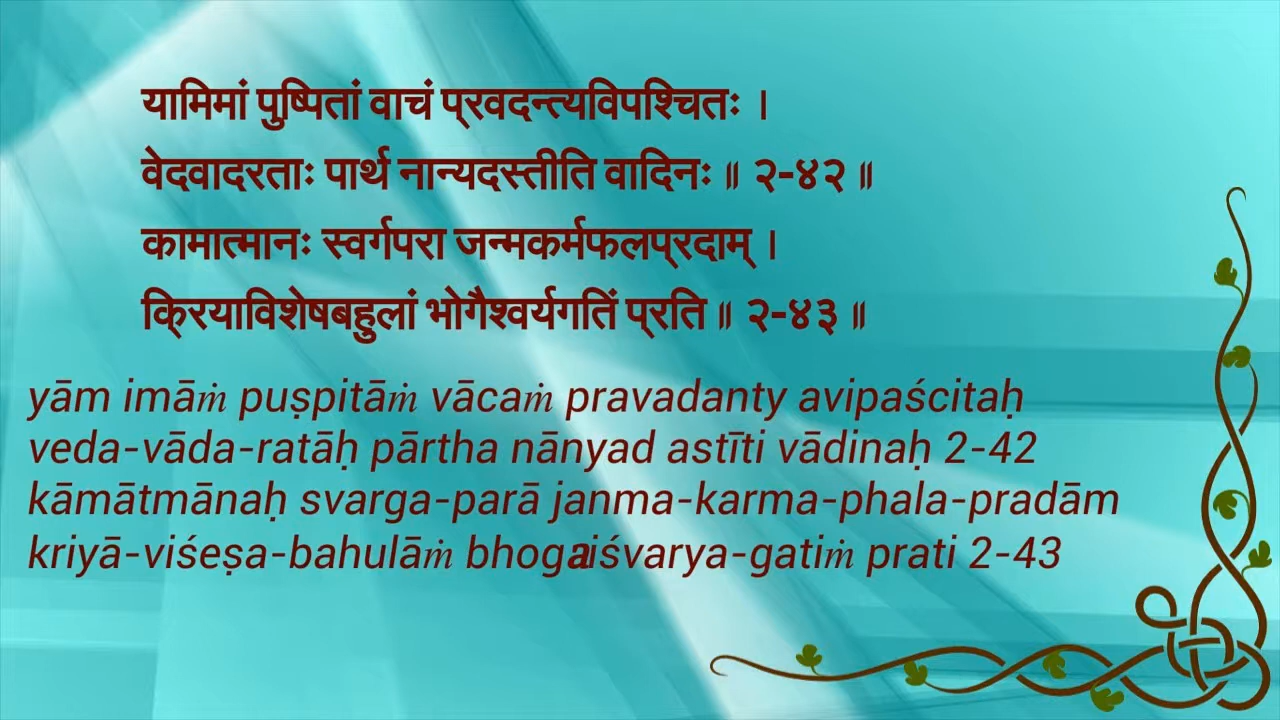 यामिमां पुष्पितां वाचं प्रवदन्त्यविपश्चितः ।
वेदवादरताः पार्थ नान्यदस्तीति वादिनः ॥ २-४२ ॥
कामात्मानः स्वर्गपरा जन्मकर्मफलप्रदाम् ।
क्रियाविशेषबहुलां भोगैश्वर्यगतिं प्रति ॥ २-४३ ॥
yām imāṁ puṣpitāṁ vācaṁ pravadanty avipaścitaḥ
veda-vāda-ratāḥ pārtha nānyad astīti vādinaḥ 2-42
kāmātmānaḥ svarga-parā janma-karma-phala-pradām
kriyā-viśeṣa-bahulāṁ bhogaiśvarya-gatiṁ prati 2-43